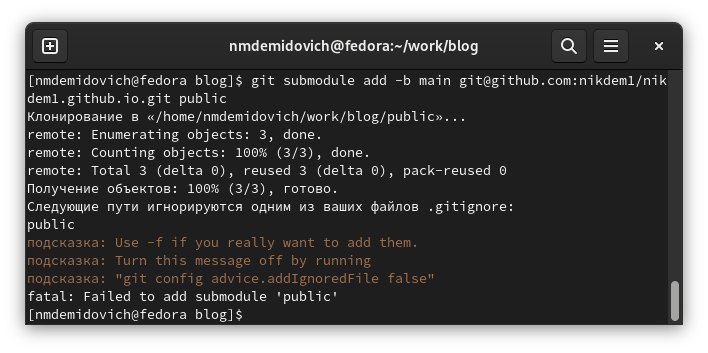 nmdemidovich@fedora:~/work/blog
[nmdemidovich@fedora blog]$ git submodule add -b main git@github.com:nikdem1/nik
dem1.github.io.git public
Клонирование в «/home/nmdemidovich/work/blog/public»...
remote: Enumerating objects: 3, done.
remote: Counting objects: 100% (3/3), done.
remote: Total 3 (delta 0), reused 3 (delta 0), pack-reused 0
Получение объектов: 100% (3/3), готово.
Следующие пути игнорируются одним из ваших файлов .gitignore:
public
подсказка: Use -f if you really want to add them.
подсказка: Turn this message off by running
подсказка: "git config advice.addIgnoredFile false"
fatal: Failed to add submodule 'public'
[nmdemidovich@fedora blog]$